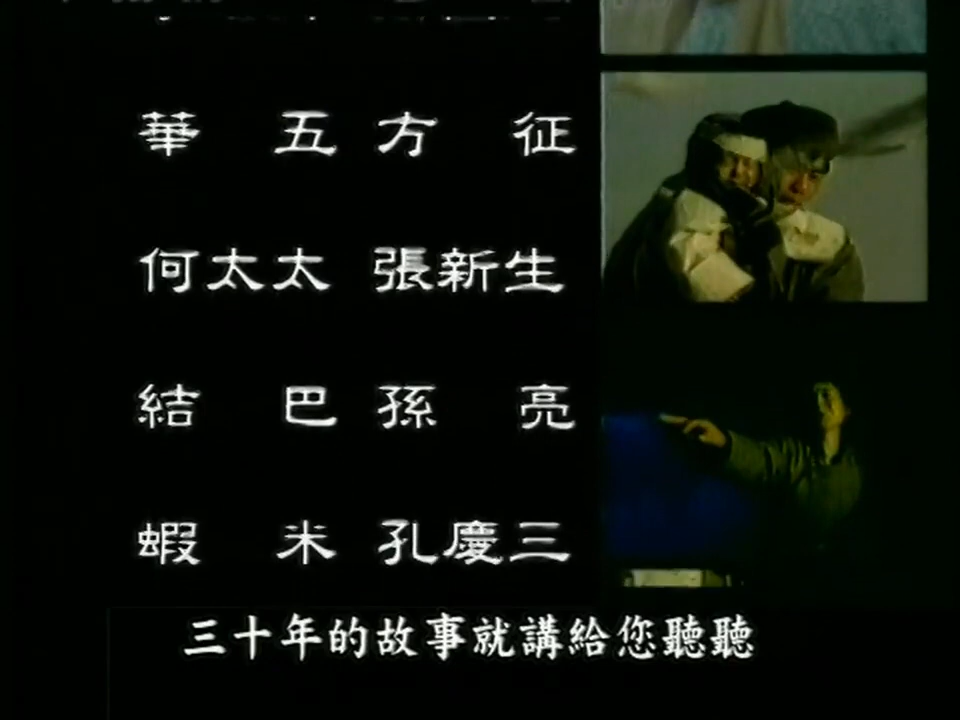 華　五 方　征
何太太 張新生
結　巴 孫　亮
蝦　米 孔慶三
三十年的故事就講給您聽聽